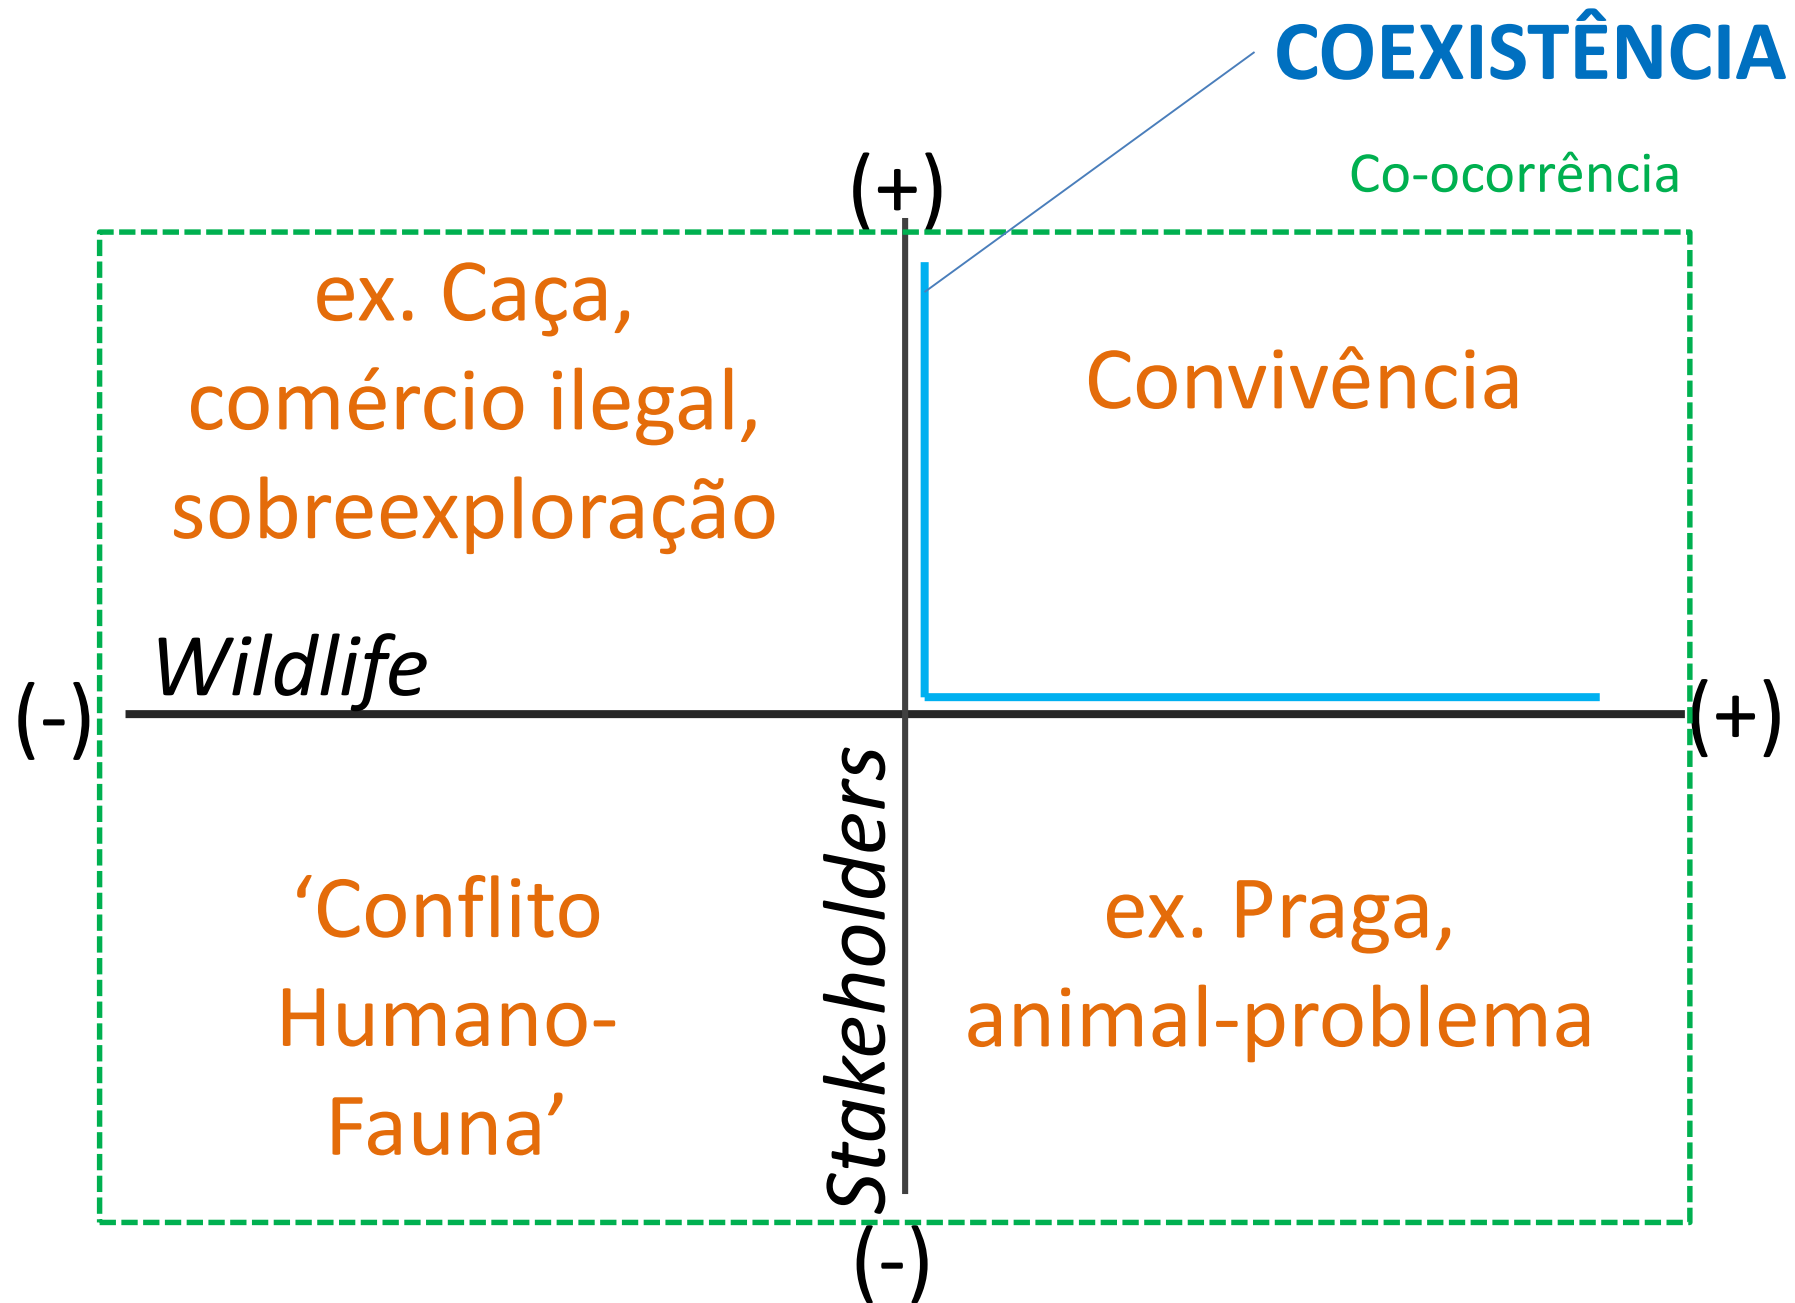 COEXISTÊNCIA
Co-ocorrência
(+)
ex. Caça,
comércio ilegal,
sobreexploração
Convivência
Wildlife
(-)
(+)
Stakeholders
‘Conflito
Humano-
Fauna’
ex. Praga,
animal-problema
(-)